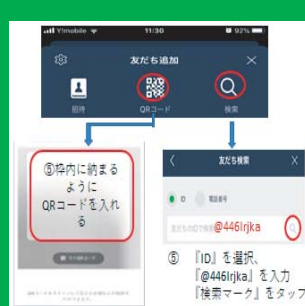 Y!mobile 11:30 92%
友だち追加
招待 QRコード 検索
⑤枠内に納まる
ように
QRコードを入れ
る
友だち検索
ID 電話番号
@446lrjka
⑤ 『ID』を選択、
『@446lrjka』を入力
『検索マーク』をタップ